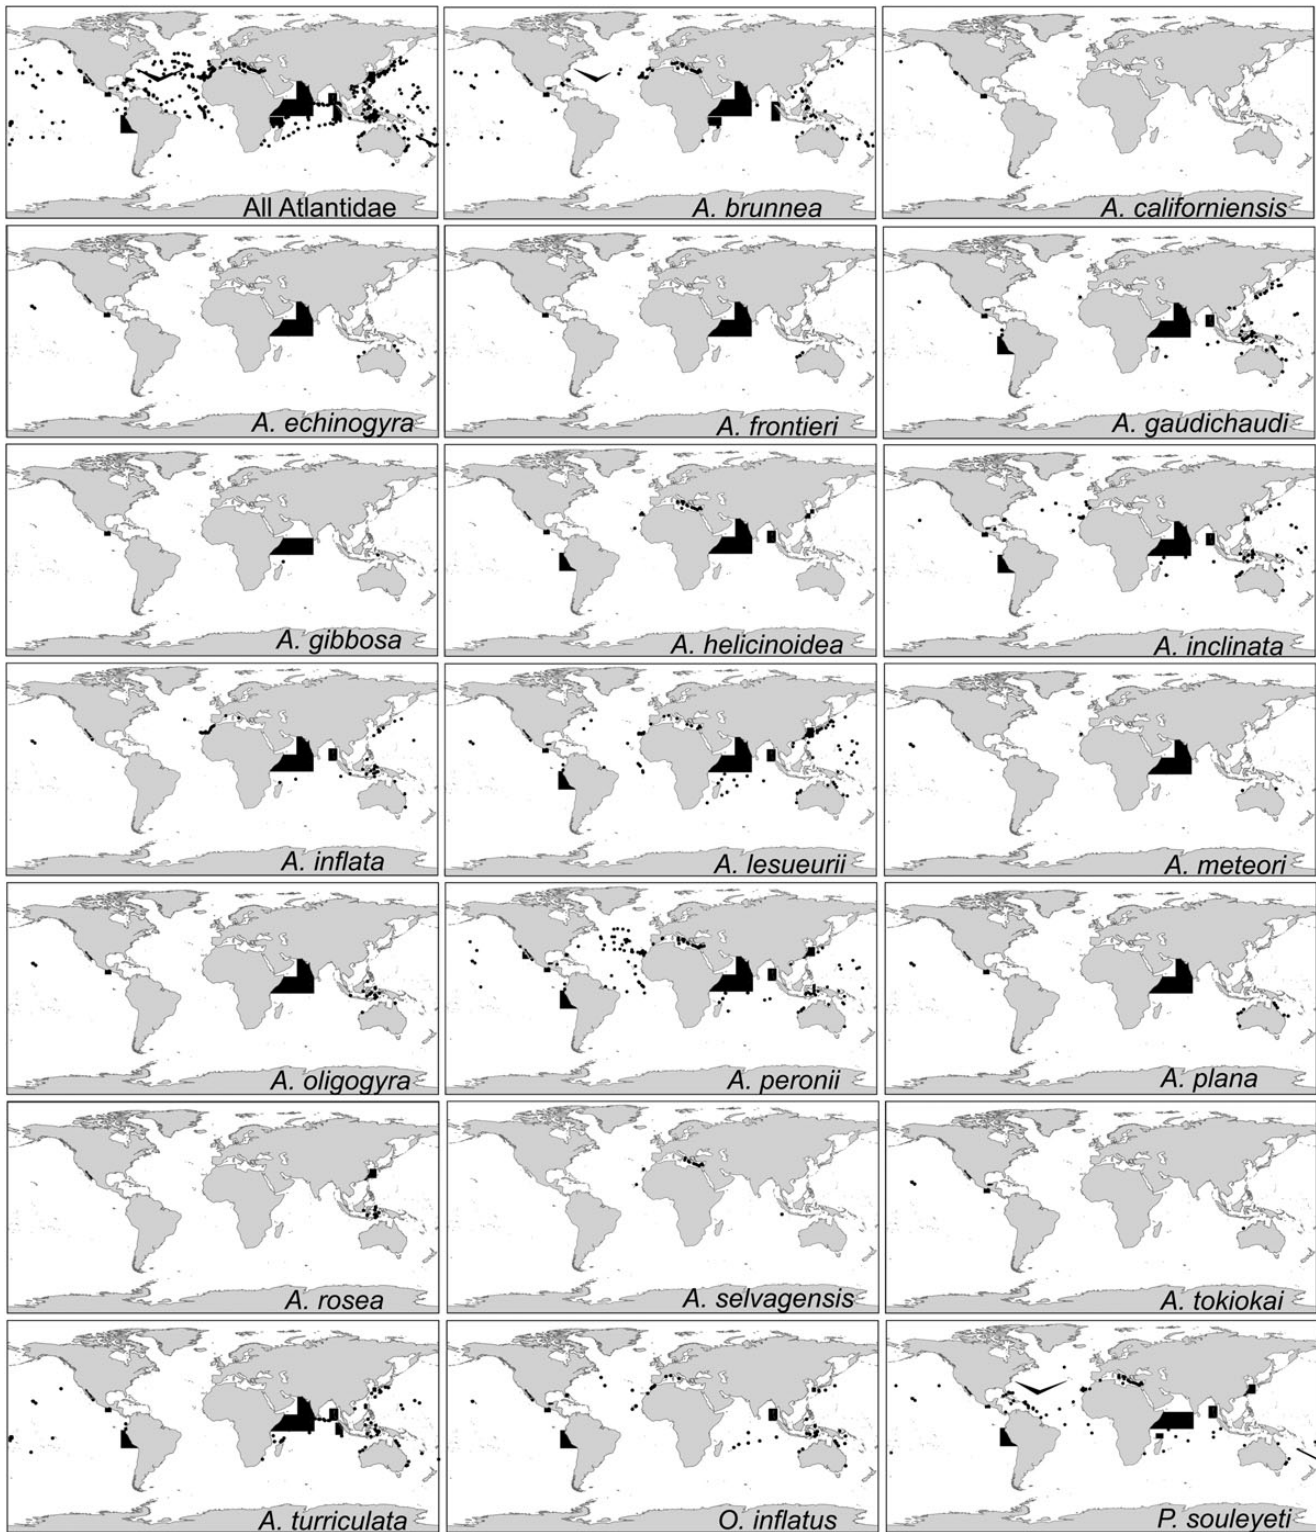 All Atlantidae
A. brunnea
A. californiensis
A. echinogyra
A. frontieri
A. gaudichaudi
A. gibbosa
A. helicinoidea
A. inclinata
A. inflata
A. lesueurii
A. meteori
A. oligogyra
A. peronii
A. plana
A. rosea
A. selvagensis
A. tokiokai
A. turriculata
O. inflatus
P. souleyeti